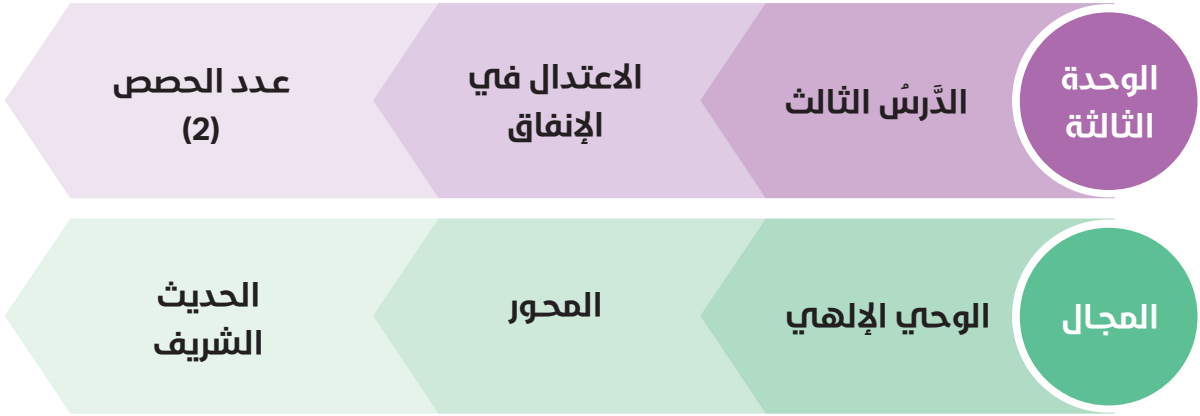 الوحدة
الثالثة
الدَّرسُ الثالث
الاعتدال في
الإنفاق
عدد الحصص
(2)
المجال
الوحي الإلهي
المحور
الحديث
الشريف